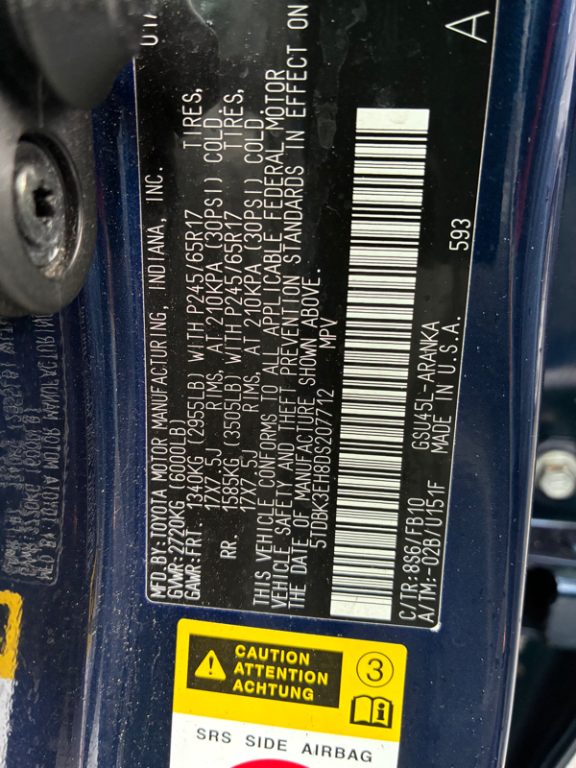 MFD.BY:TOYOTA MOTOR MANUFACTURING, INDIANA, INC.
GVWR-2720KG(6000LB)
GAWR:FRT. 1340KG (2955LB) WITH P245/65R17 TIRES,
17X7.5J RIMS, AT 210KPA (30PSI) COLD.
RR. 1585KG (3505LB) WITH P245/65R17 TIRES,
17X7.5J RIMS, AT 210KPA (30PSI) COLD.
THIS VEHICLE CONFORMS TO ALL APPLICABLE FEDERAL MOTOR
VEHICLE SAFETY AND THEFT PREVENTION STANDARDS IN EFFECT ON
THE DATE OF MANUFACTURE SHOWN ABOVE.
5TDBK3EH8DS207712 MPV
A
593
C/TR:8S6/FB10 GSU45L-ARANKA
A/TM:-02B/U151F MADE IN U.S.A.
CAUTION
ATTENTION
ACHTUNG
3
SRS SIDE AIRBAG